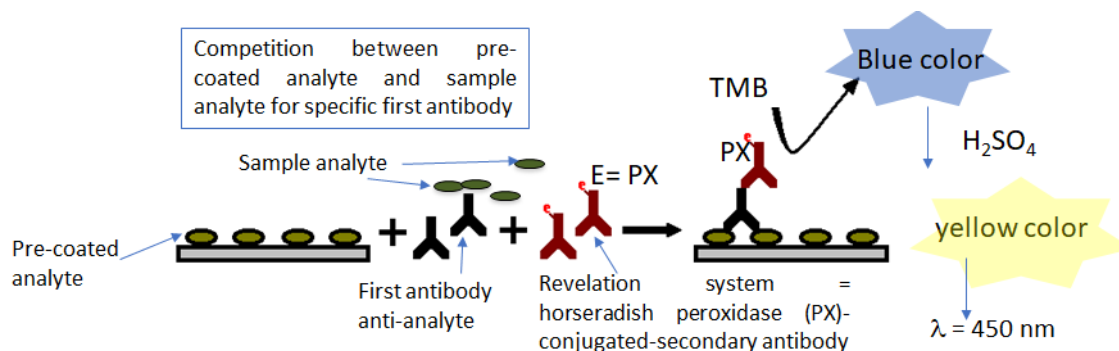 Competition between pre-
coated analyte and sample
analyte for specific first antibody
Blue color
TMB
H₂SO₄
Sample analyte
PX
e
E= PX
e
e
yellow color
Pre-coated
analyte
First antibody
anti-analyte
Revelation system =
horseradish peroxidase (PX)-
conjugated-secondary antibody
λ = 450 nm